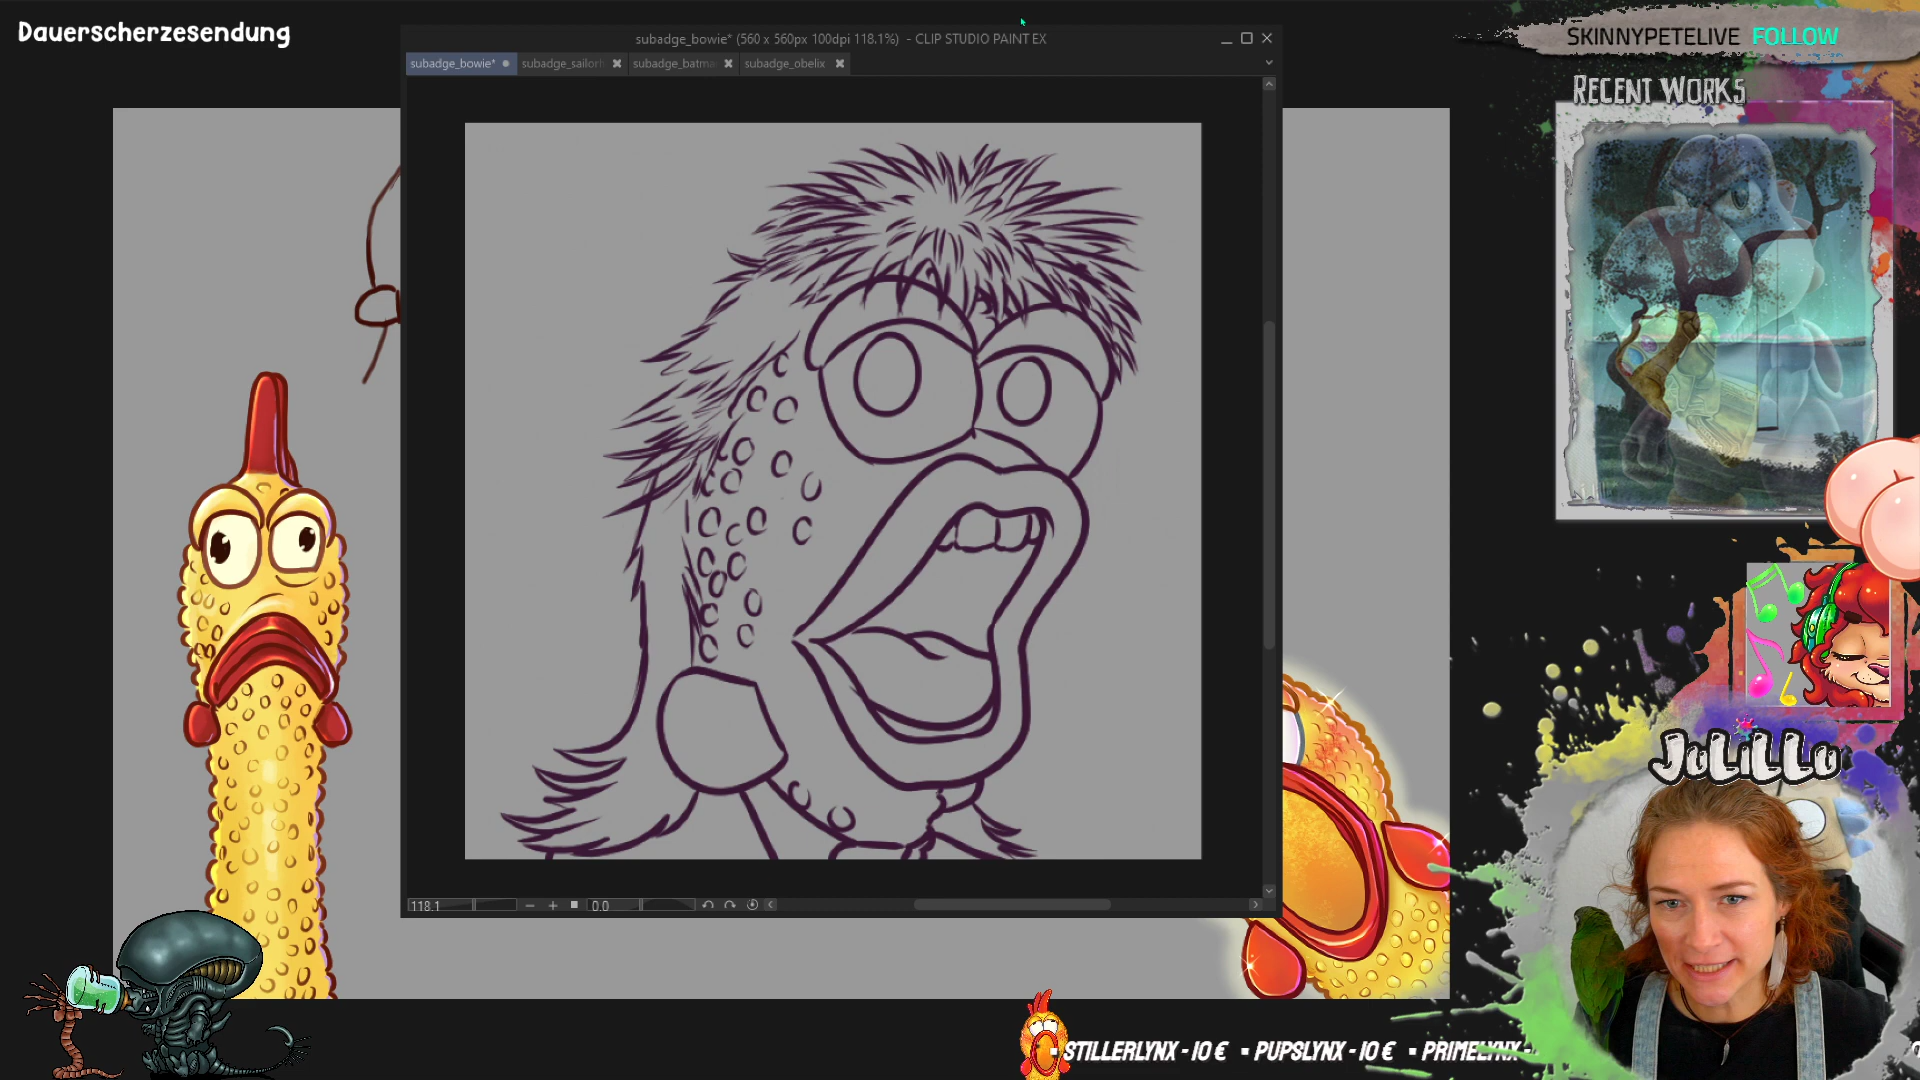 Dauerscherzesendung
subadge_bowie* (560 x 560px 100dpi 118.1%) - CLIP STUDIO PAINT EX
subadge_bowie* subadge_sailor subadge_batma subadge_obelix
SKINNYPETELIVE FOLLOW
RECENT WORKS
JoLiLLu
118.1 0.0
▪ STILLERLYNX - 10 € ▪ PUPSLYNX - 10 € ▪ PRIMELYNX -